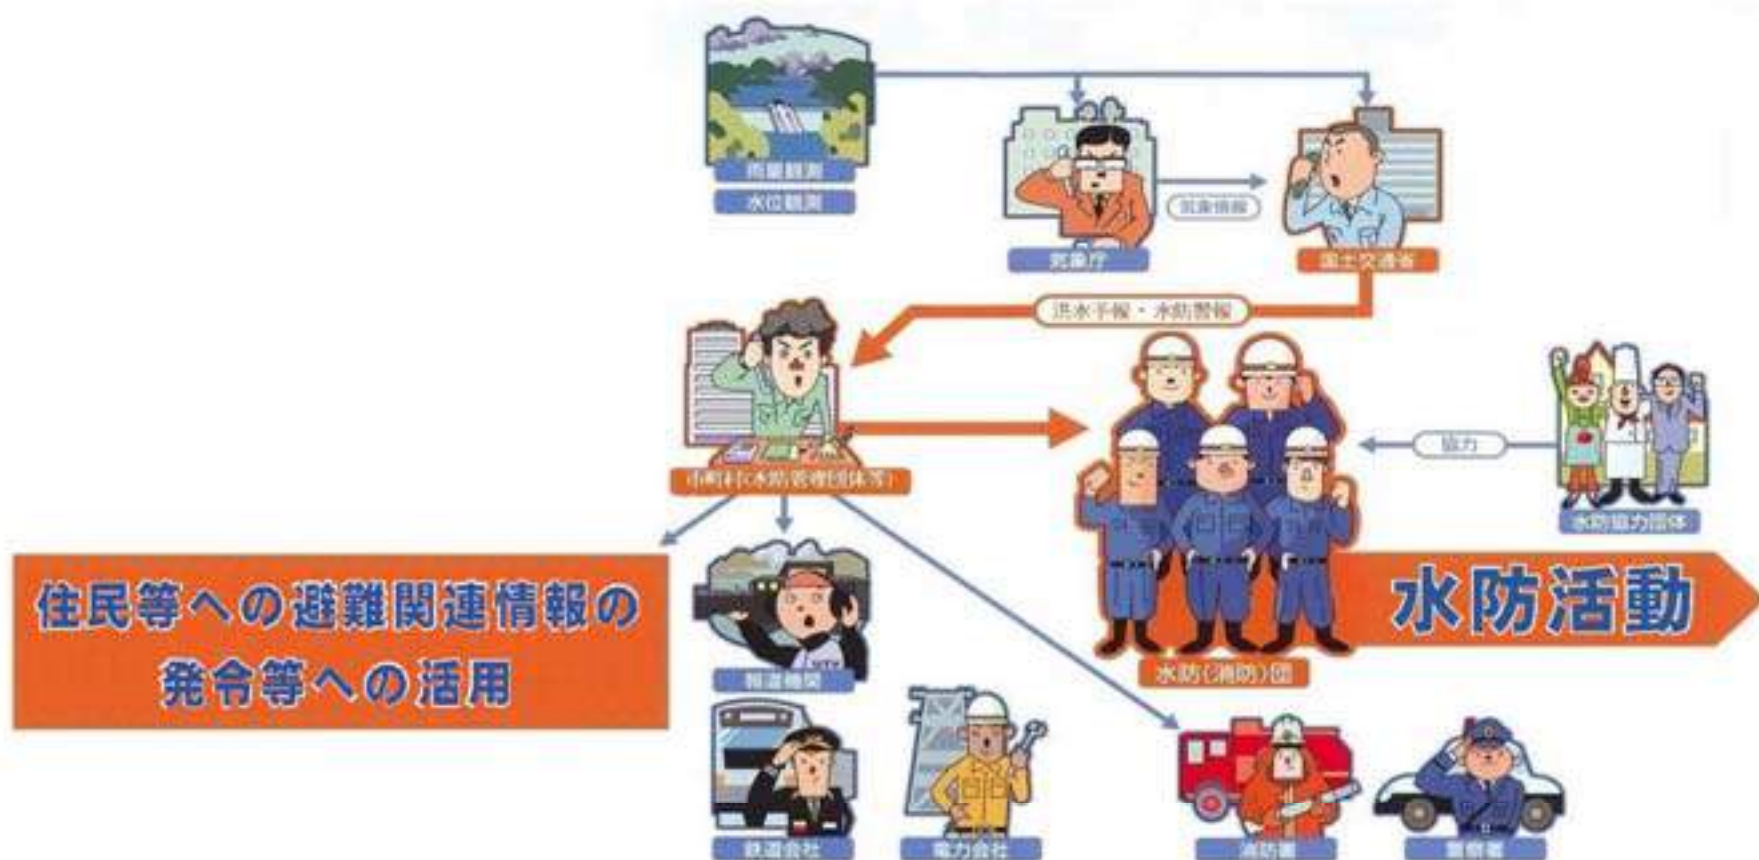 雨量観測
水位観測
気象情報
気象庁
国土交通省
洪水予報・水防警報
市町村(水防管理団体等)
協力
水防協力団体
住民等への避難関連情報の
発令等への活用
水防活動
水防(消防)団
報道機関
鉄道会社
電力会社
消防署
警察署